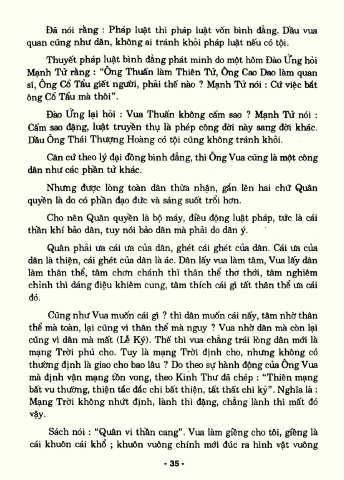 Đã nói rằng : Pháp luật thì pháp luật vốn bình đẳng. Dầu vua
quan cũng như dân, không ai tránh khỏi pháp luật nếu có tội.
Thuyết pháp luật bình đẳng phát minh do một hôm Đào Ứng hỏi
Mạnh Tử rằng : “Ông Thuấn làm Thiên Tử, Ông Cao Dao làm quan
sĩ, Ông Cổ Tẩu giết người, phải thế nào ? Mạnh Tử nói : Cứ việc bắt
ông Cổ Tẩu mà thôi”.
Đào Ứng lại hỏi : Vua Thuấn không cấm sao ? Mạnh Tử nói :
Cấm sao đặng, luật truyền thụ là phép công đời này sang đời khác.
Dầu Ông Thái Thượng Hoàng có tội cũng không tránh khỏi.
Căn cứ theo lý đại đồng bình đẳng, thì Ông Vua cũng là một công
dân như các phần tử khác.
Nhưng được lòng toàn dân thừa nhận, gắn lên hai chữ Quân
quyền là do có phần đạo đức và sáng suốt trổi hơn.
Cho nên Quân quyền là bộ máy, điều động luật pháp, tức là cái
thần khí bảo dân, tuy nói bảo dân mà phải do dân ý.
Quân phải ưa cái ưa của dân, ghét cái ghét của dân. Cái ưa của
dân là thiện, cái ghét của dân là ác. Dân lấy vua làm tâm, Vua lấy dân
làm thân thể, tâm chơn chánh thì thân thể thơ thới, tâm nghiêm
chỉnh thì dáng điệu khiêm cung, tâm thích cái gì tất thân thể ưa cái
đó.
Cũng như Vua muốn cái gì ? thì dân muốn cái nấy, tâm nhờ thân
thể mà toàn, lại cũng vì thân thể mà nguy ? Vua nhờ dân mà còn lại
cũng vì dân mà mất (Lễ Ký). Thế thì vua chẳng trái lòng dân mới là
mạng Trời phú cho. Tuy là mạng Trời định cho, nhưng không có
thường định là giao cho bao lâu ? Do theo sự hành động của Ông Vua
mà định vận mạng tồn vong, theo Kinh Thư đã chép : “Thiên mạng
bất vu thường, thiện tắc đắc chi bất thiện, tất thất chi kỷ”. Nghĩa là :
Mạng Trời không nhứt định, lành thì đặng, chẳng lành thì mất đó
vậy.
Sách nói : “Quân vi thần cang”. Vua làm giềng cho tôi, giềng là
cái khuôn cái khổ ; khuôn vuông chính mới đúc ra hình vật vuông
- 35 -